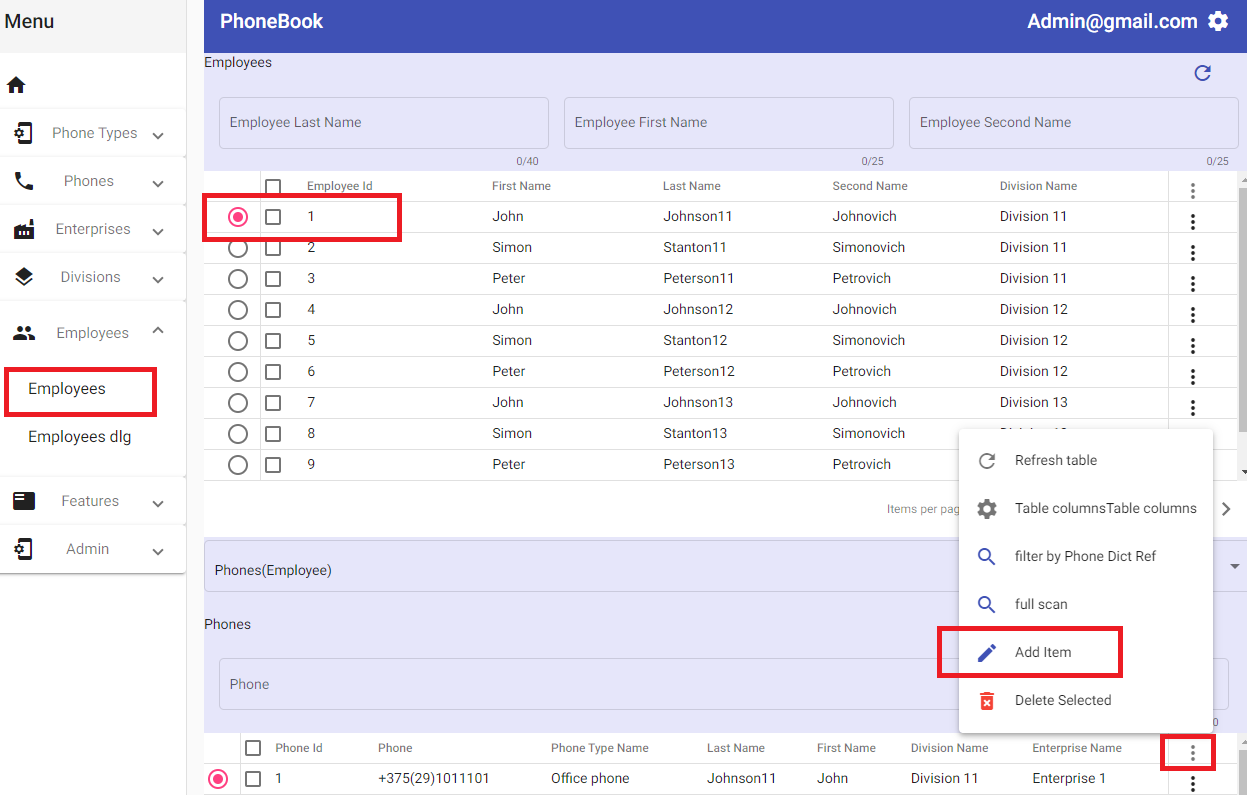 Menu
PhoneBook
Admin@gmail.com
Employees
Phone Types
Phones
Enterprises
Divisions
Employees
Employees
Employees dlg
Features
Admin
Employee Last Name
Employee First Name
Employee Second Name
0/40
0/25
0/25
Employee Id First Name Last Name Second Name Division Name
1 John Johnson11 Johnovich Division 11
2 Simon Stanton11 Simonovich Division 11
3 Peter Peterson11 Petrovich Division 11
4 John Johnson12 Johnovich Division 12
5 Simon Stanton12 Simonovich Division 12
6 Peter Peterson12 Petrovich Division 12
7 John Johnson13 Johnovich Division 13
8 Simon Stanton13 Simonovich
9 Peter Peterson13 Petrovich
Items per pag
Refresh table
Table columnsTable columns
filter by Phone Dict Ref
full scan
Add Item
Delete Selected
Phones(Employee)
Phones
Phone
Phone Id Phone Phone Type Name Last Name First Name Division Name Enterprise Name
1 +375(29)1011101 Office phone Johnson11 John Division 11 Enterprise 1